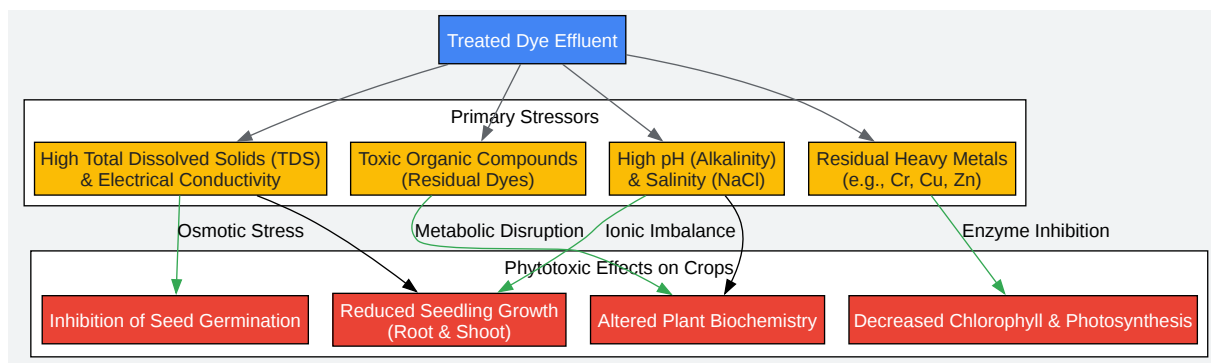 Treated Dye Effluent
Primary Stressors
High Total Dissolved Solids (TDS)
& Electrical Conductivity
Toxic Organic Compounds
(Residual Dyes)
High pH (Alkalinity)
& Salinity (NaCl)
Residual Heavy Metals
(e.g., Cr, Cu, Zn)
Osmotic Stress
Metabolic Disruption
Ionic Imbalance
Enzyme Inhibition
Phytotoxic Effects on Crops
Inhibition of Seed Germination
Reduced Seedling Growth
(Root & Shoot)
Altered Plant Biochemistry
Decreased Chlorophyll & Photosynthesis